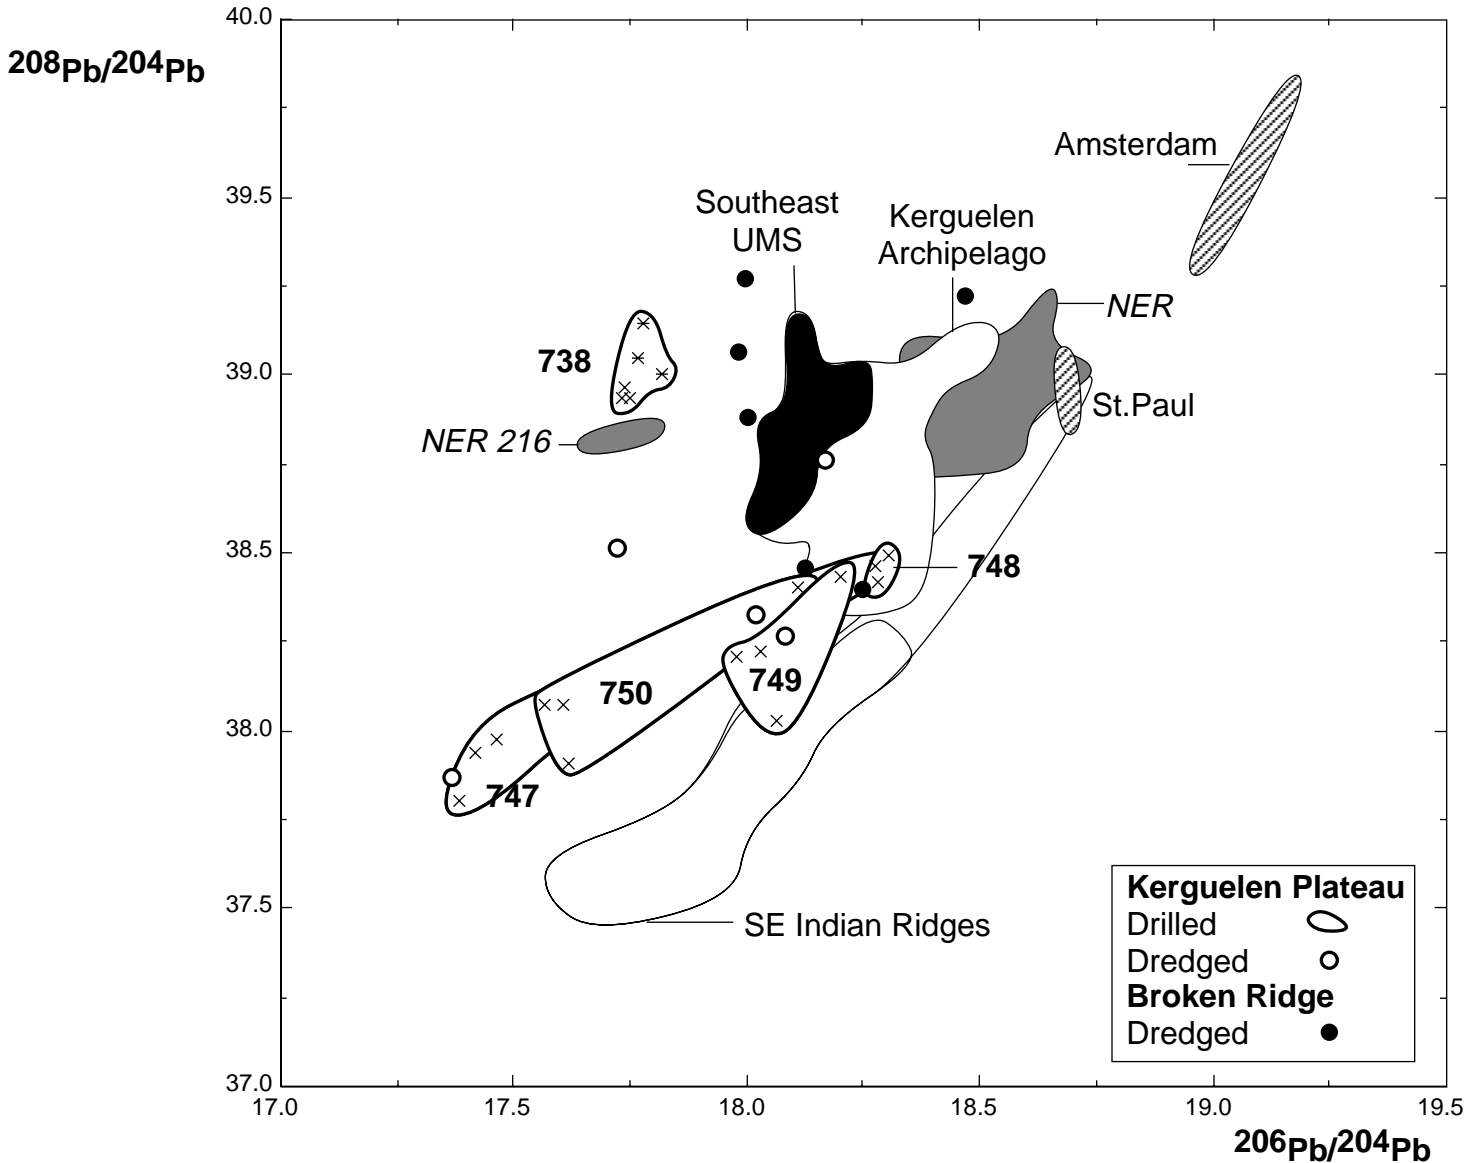 40.0
208Pb/204Pb
Amsterdam
39.5
Southeast
UMS
Kerguelen
Archipelago
NER
738
39.0
St.Paul
NER 216
38.5
748
750
749
38.0
747
37.5
SE Indian Ridges
Kerguelen Plateau
Drilled
Dredged
Broken Ridge
Dredged
37.0
17.0 17.5 18.0 18.5 19.0 19.5
206Pb/204Pb